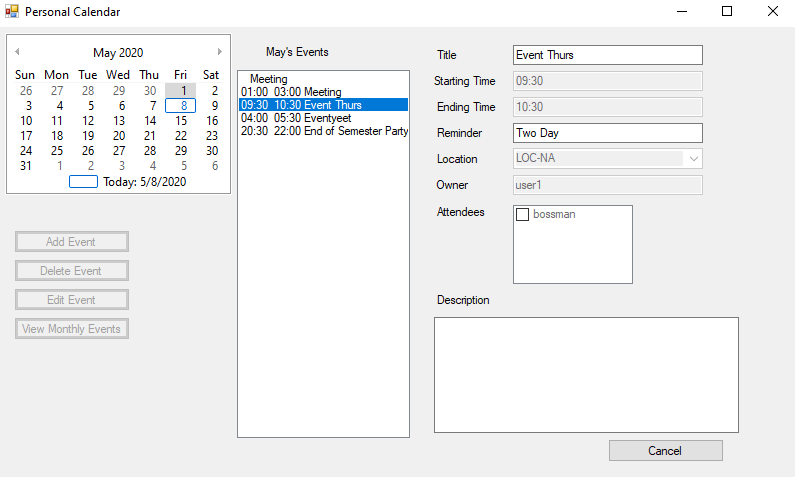 Personal Calendar
May 2020
Sun Mon Tue Wed Thu Fri Sat
26 27 28 29 30 1 2
3 4 5 6 7 8 9
10 11 12 13 14 15 16
17 18 19 20 21 22 23
24 25 26 27 28 29 30
31 1 2 3 4 5 6
Today: 5/8/2020
Add Event
Delete Event
Edit Event
View Monthly Events
May's Events
Meeting
01:00 03:00 Meeting
09:30 10:30 Event Thurs
04:00 05:30 Eventyeet
20:30 22:00 End of Semester Party
Title Event Thurs
Starting Time 09:30
Ending Time 10:30
Reminder Two Day
Location LOC-NA
Owner user1
Attendees bossman
Description
Cancel